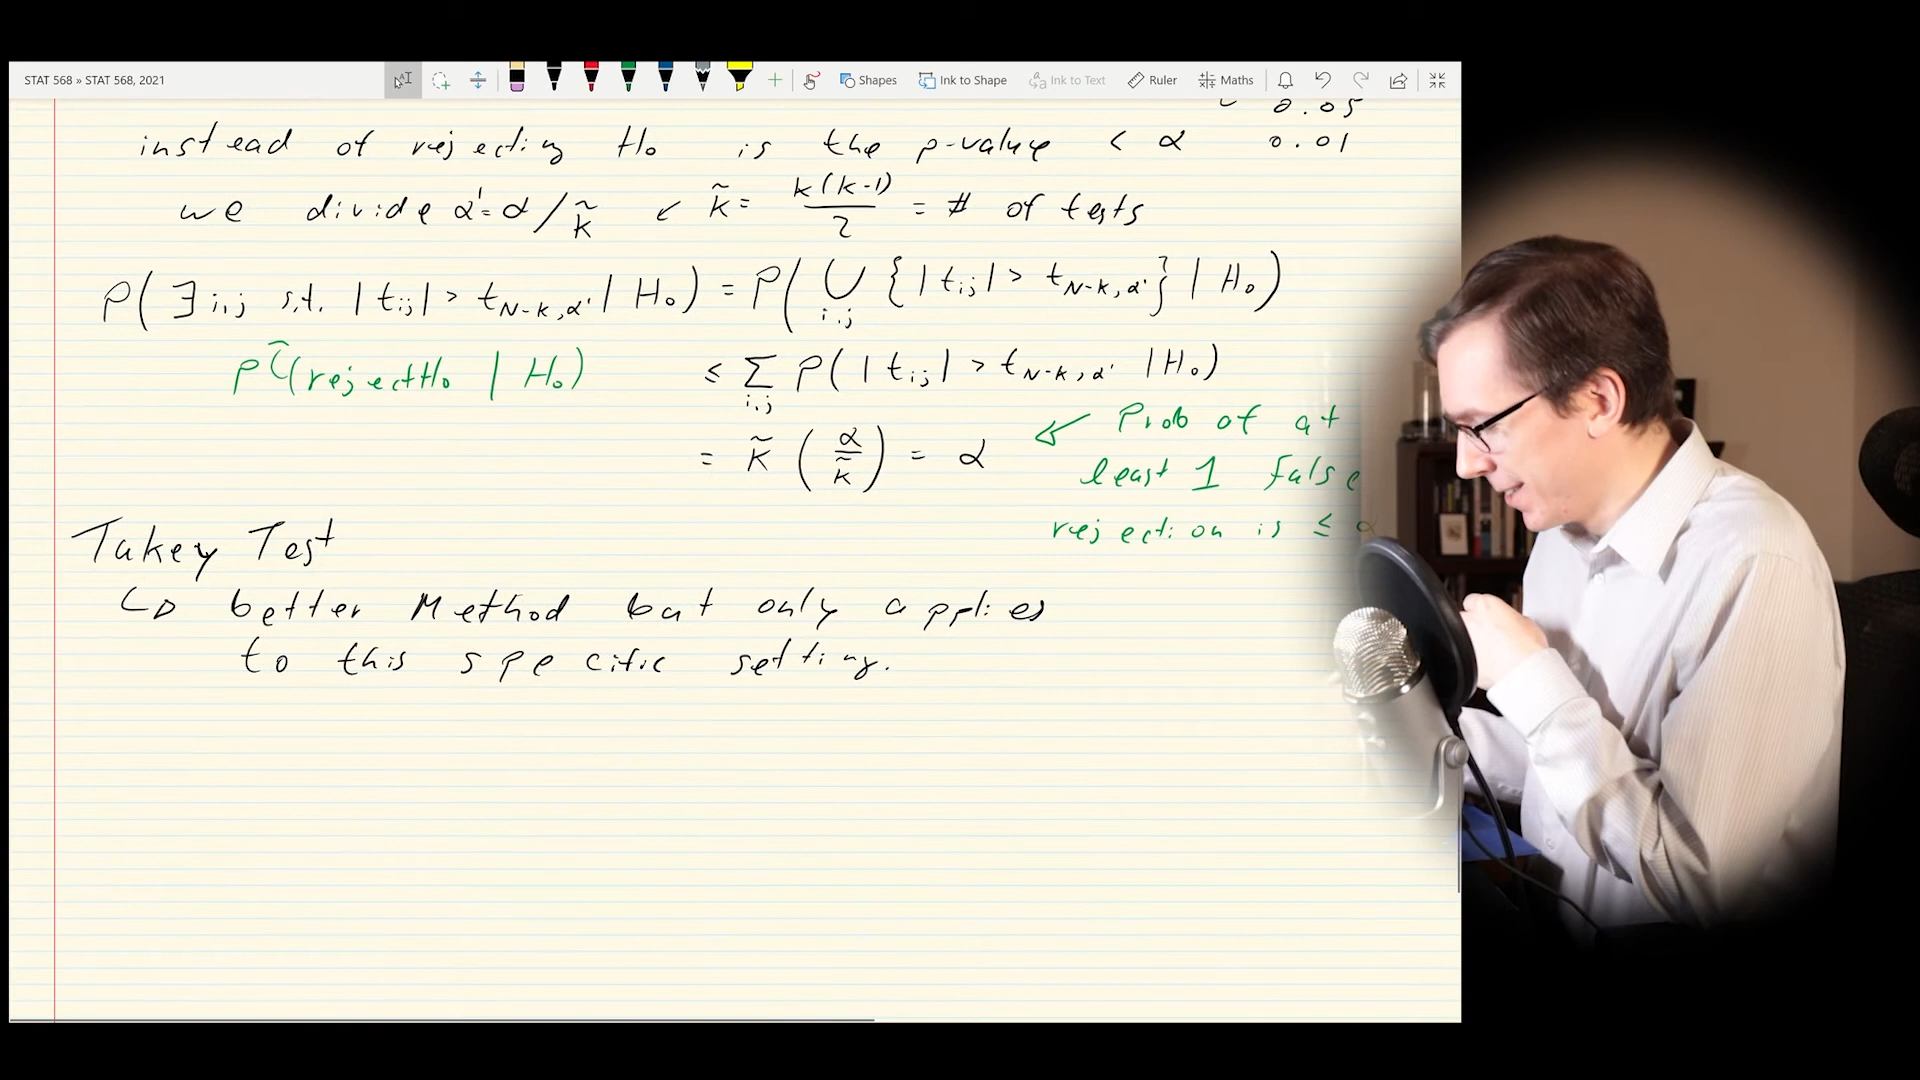 STAT 568 » STAT 568, 2021
Shapes Ink to Shape Ink to Text Ruler Maths
0.05
instead of rejecting H₀ is the p-value < α 0.01
we divide α' = α/k̃ ↙ k̃ = k(k-1)/2 = # of tests
P(∃ i,j s.t. |tᵢⱼ| > t_{N-k,α'} | H₀) = P(⋃_{i,j} {|tᵢⱼ| > t_{N-k,α'}} | H₀)
P(reject H₀ | H₀) ≤ Σ_{i,j} P(|tᵢⱼ| > t_{N-k,α'} | H₀)
= k̃ (α/k̃) = α ⇐ Prob of at
least 1 false
rejection is ≤ α
Tukey Test
↳ better Method but only applies
to this specific setting.